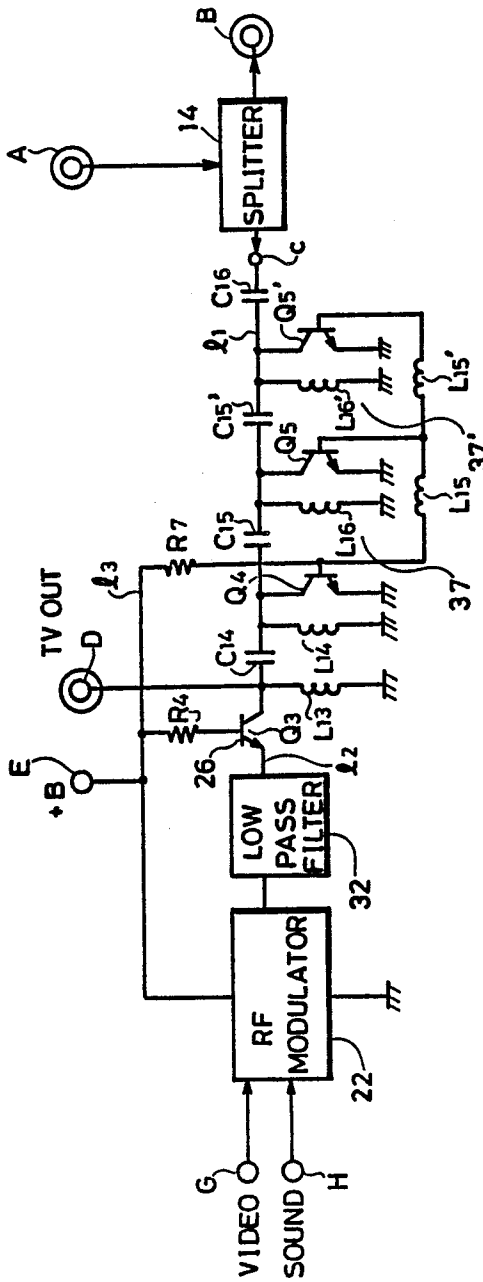 A
B
14
SPLITTER
c
C16
ℓ1
Q5'
C15'
L16'
Q5
37'
L15'
C15
L16
L15
37
R7
ℓ3
Q4
C14
L14
TV OUT
D
R4
Q3
L13
26
ℓ2
E
+B
LOW
PASS
FILTER
32
RF
MODULATOR
22
G
VIDEO
SOUND
H